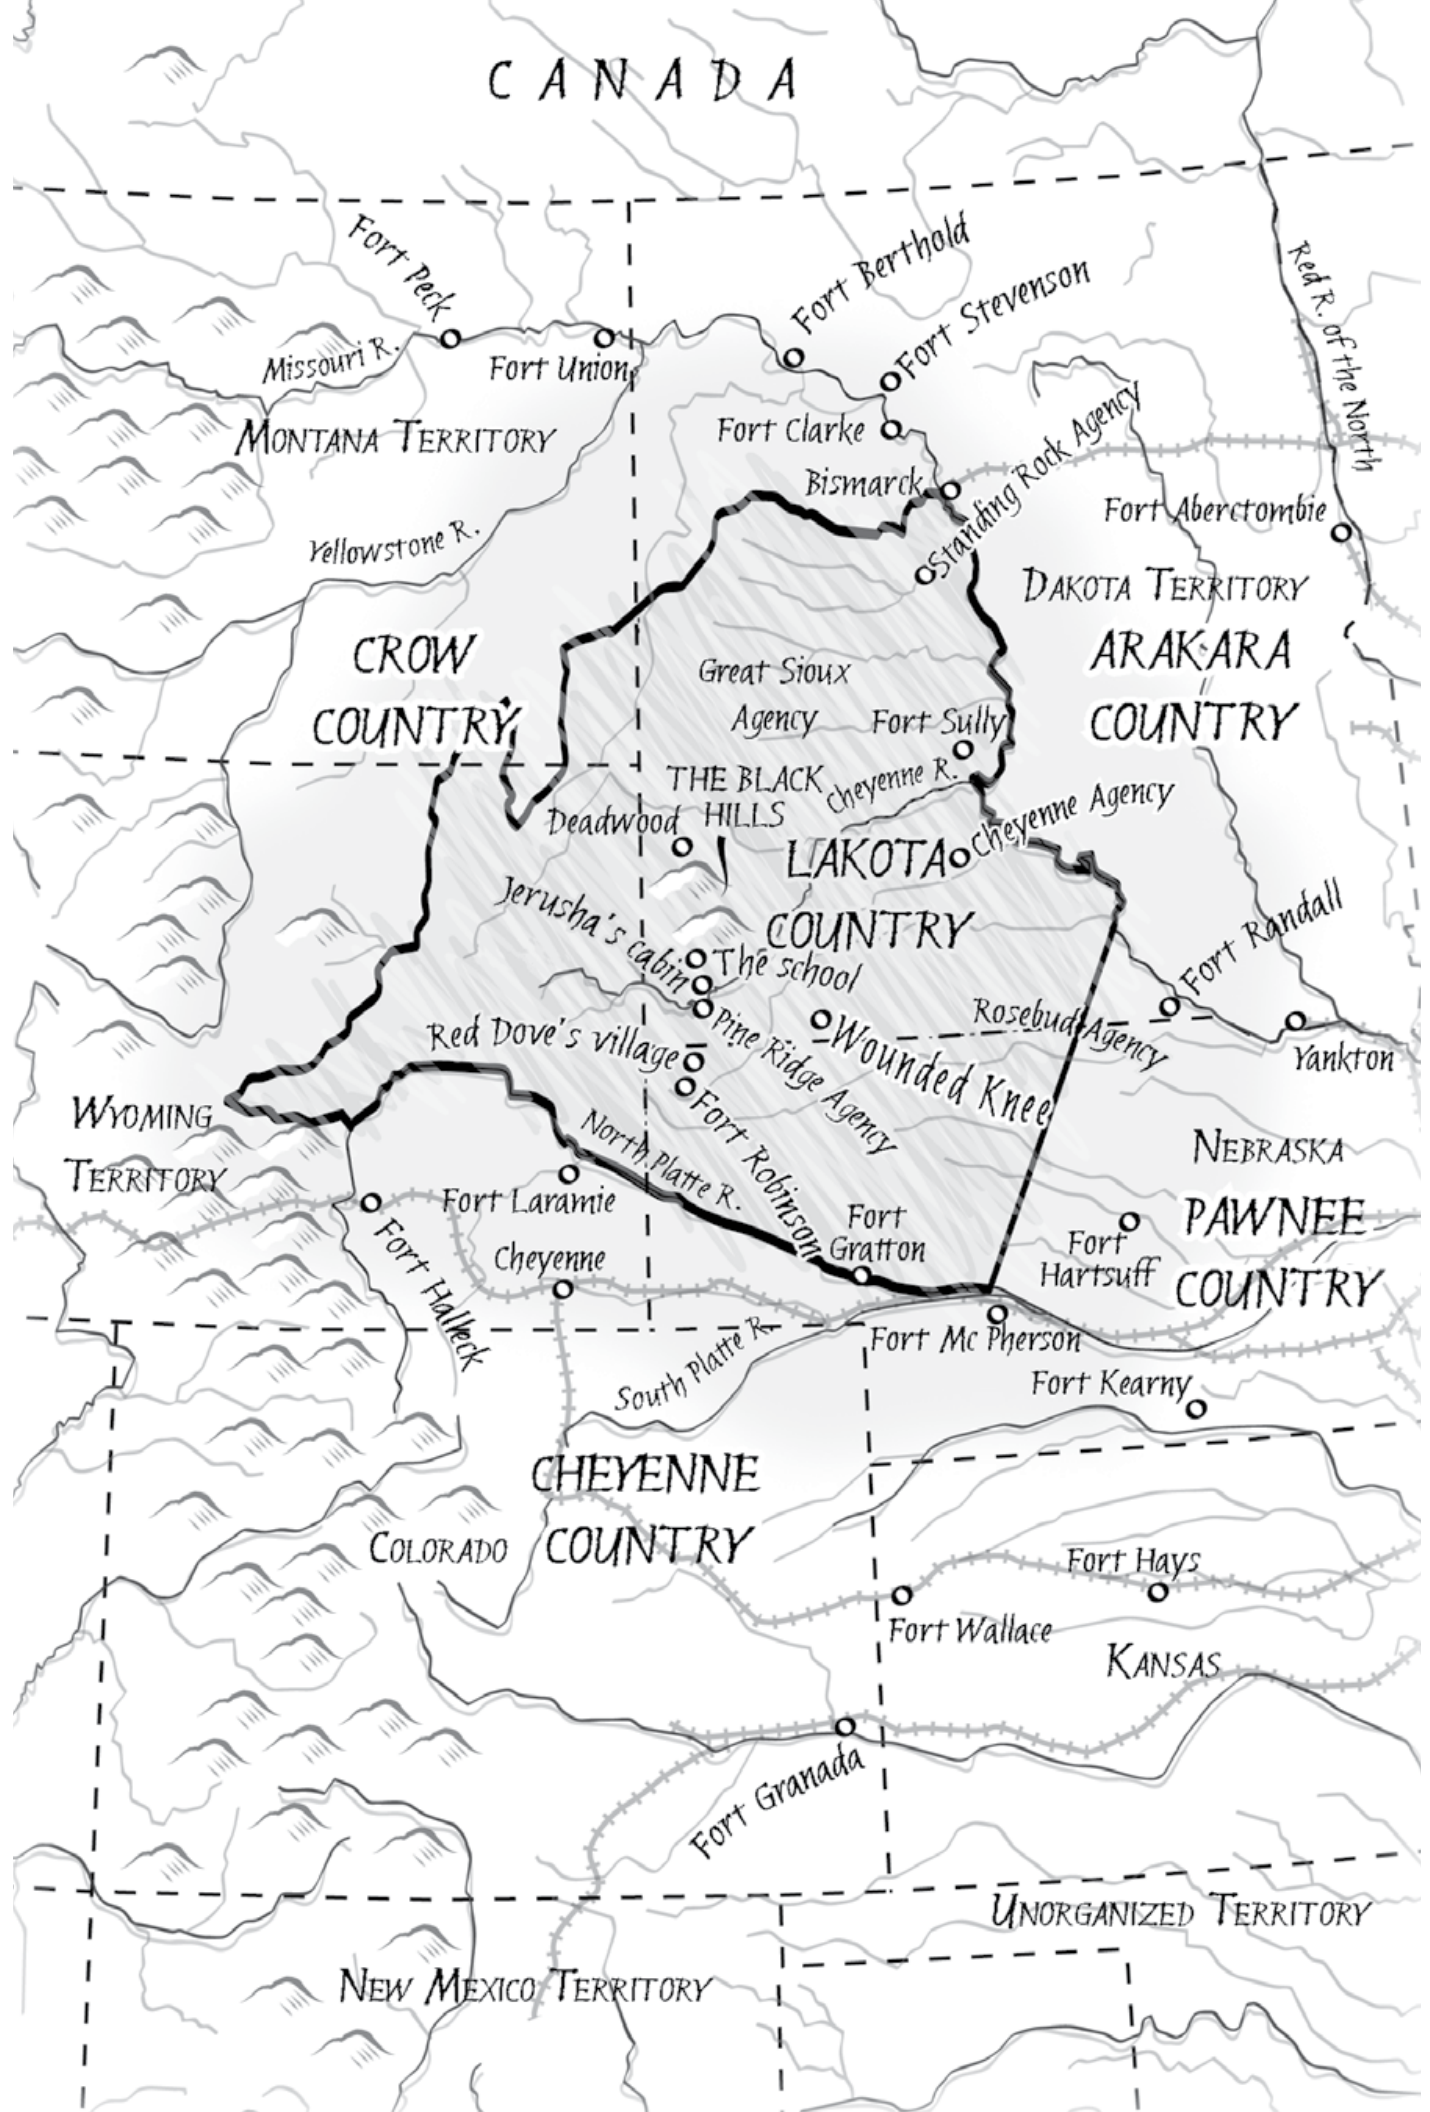 CANADA
Fort Peck
Fort Berthold
Fort Stevenson
Red R. of the North
Missouri R.
Fort Union
Montana Territory
Fort Clarke
Standing Rock Agency
Bismarck
Fort Aberctombie
Yellowstone R.
Dakota Territory
CROW
COUNTRY
ARAKARA
COUNTRY
Great Sioux
Agency
Fort Sully
THE BLACK
HILLS
Cheyenne R.
Deadwood
Cheyenne Agency
LAKOTA
COUNTRY
Jerusha's cabin
The school
Fort Randall
Red Dove's village
Pine Ridge Agency
Wounded Knee
Rosebud Agency
Yankton
Wyoming
Territory
Fort Robinson
North Platte R.
Nebraska
PAWNEE
COUNTRY
Fort Laramie
Fort Halleck
Cheyenne
Fort
Gratton
Fort
Hartsuff
South Platte R.
Fort Mc Pherson
Fort Kearny
CHEYENNE
COUNTRY
Colorado
Fort Hays
Fort Wallace
Kansas
Fort Granada
Unorganized Territory
New Mexico Territory